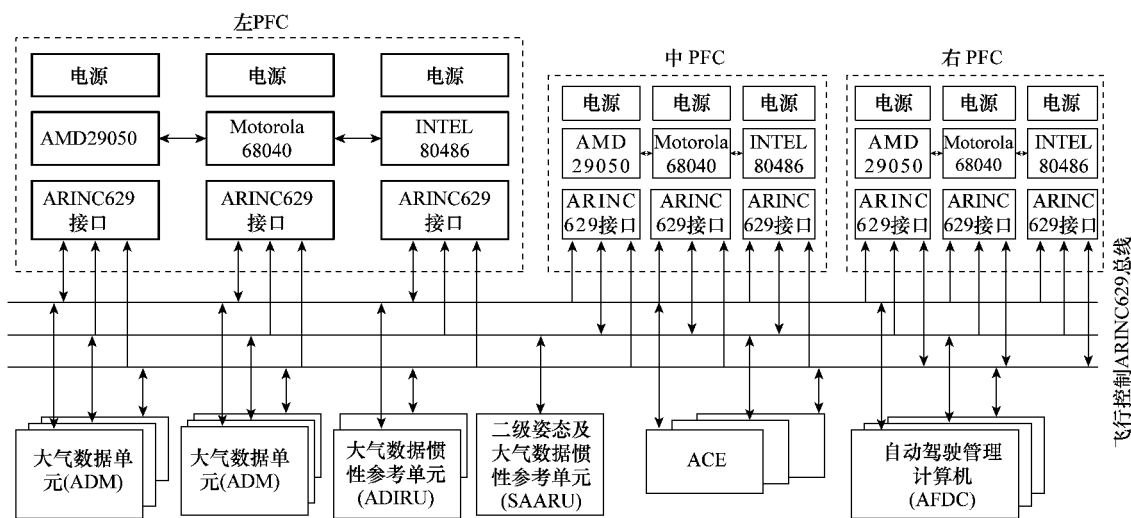 左PFC
电源
电源
电源
AMD29050
Motorola
68040
INTEL
80486
ARINC629
接口
ARINC629
接口
ARINC629
接口
中 PFC
电源
电源
电源
AMD
29050
Motorola
68040
INTEL
80486
ARINC
629接口
ARINC
629接口
ARINC
629接口
右 PFC
电源
电源
电源
AMD
29050
Motorola
68040
INTEL
80486
ARINC
629接口
ARINC
629接口
ARINC
629接口
飞行控制ARINC629总线
大气数据单
元(ADM)
大气数据单
元(ADM)
大气数据惯
性参考单元
(ADIRU)
二级姿态及
大气数据惯
性参考单元
(SAARU)
ACE
自动驾驶管理
计算机
(AFDC)